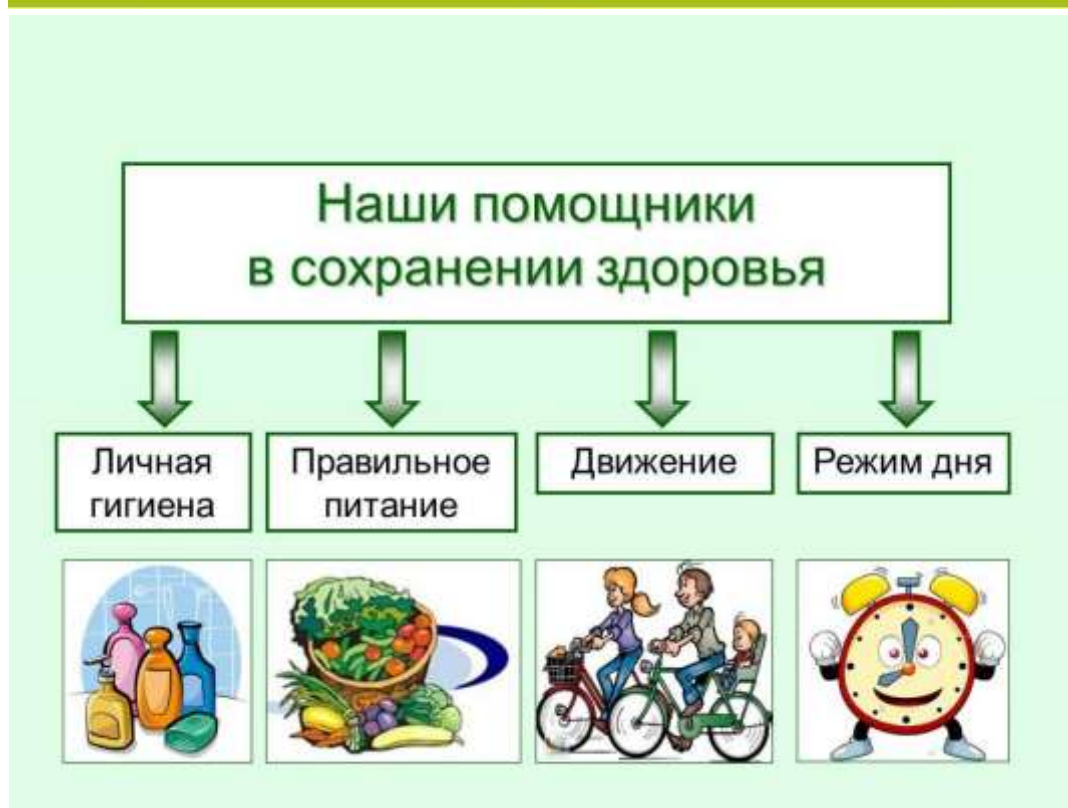 Наши помощники
в сохранении здоровья
Личная
гигиена
Правильное
питание
Движение
Режим дня